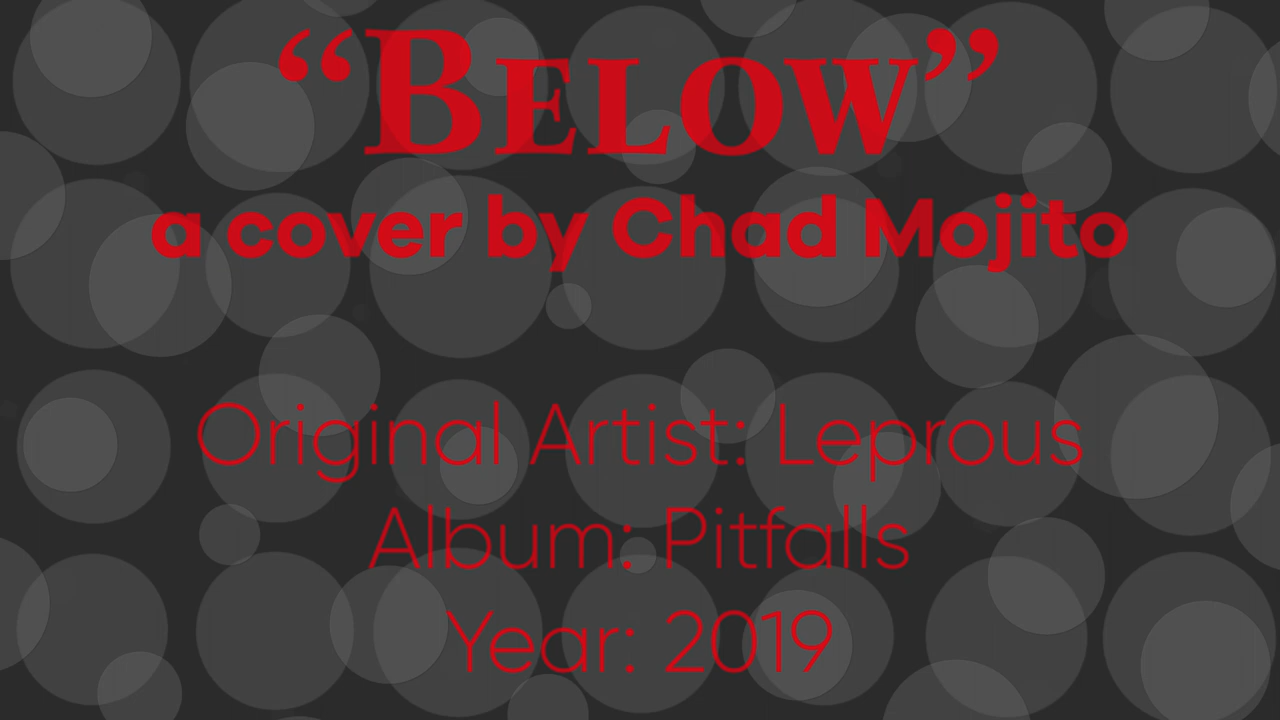 “Below”
a cover by Chad Mojito
Original Artist: Leprous
Album: Pitfalls
Year: 2019